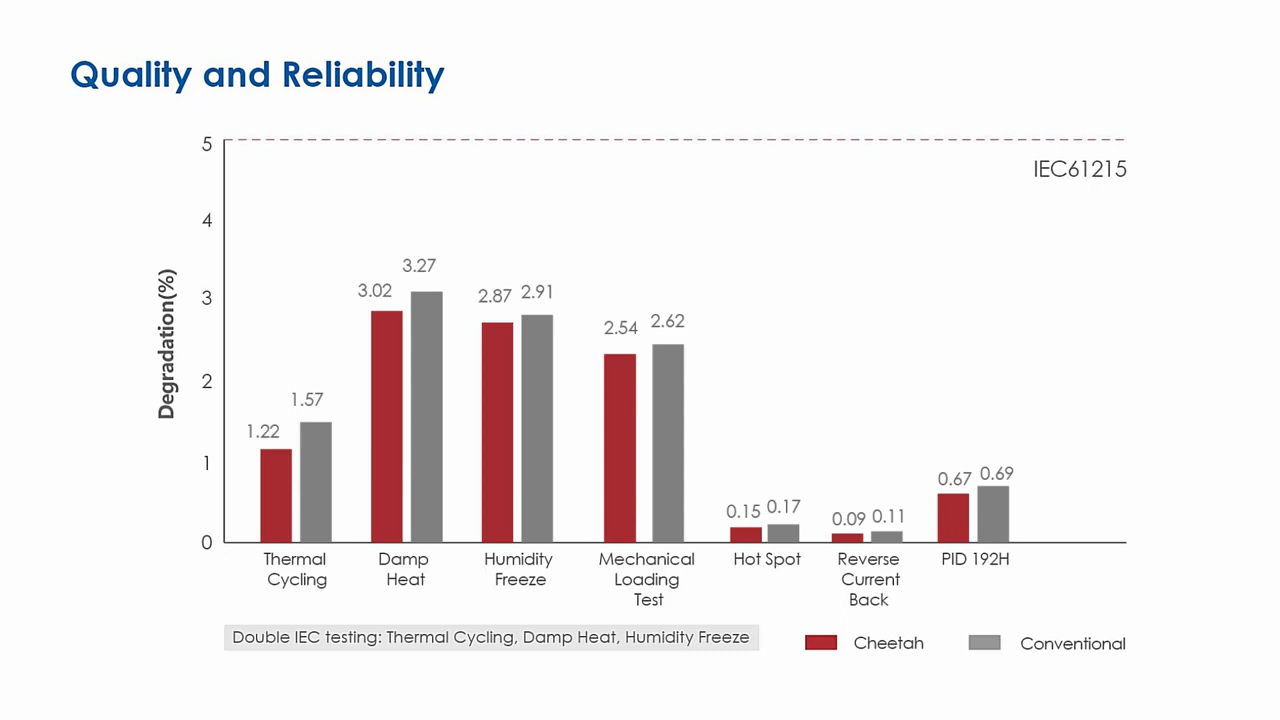 Quality and Reliability
5
IEC61215
4
3
2
1
0
Degradation(%)
1.22
1.57
3.02
3.27
2.87
2.91
2.54
2.62
0.15
0.17
0.09
0.11
0.67
0.69
Thermal
Cycling
Damp
Heat
Humidity
Freeze
Mechanical
Loading
Test
Hot Spot
Reverse
Current
Back
PID 192H
Double IEC testing: Thermal Cycling, Damp Heat, Humidity Freeze
Cheetah
Conventional